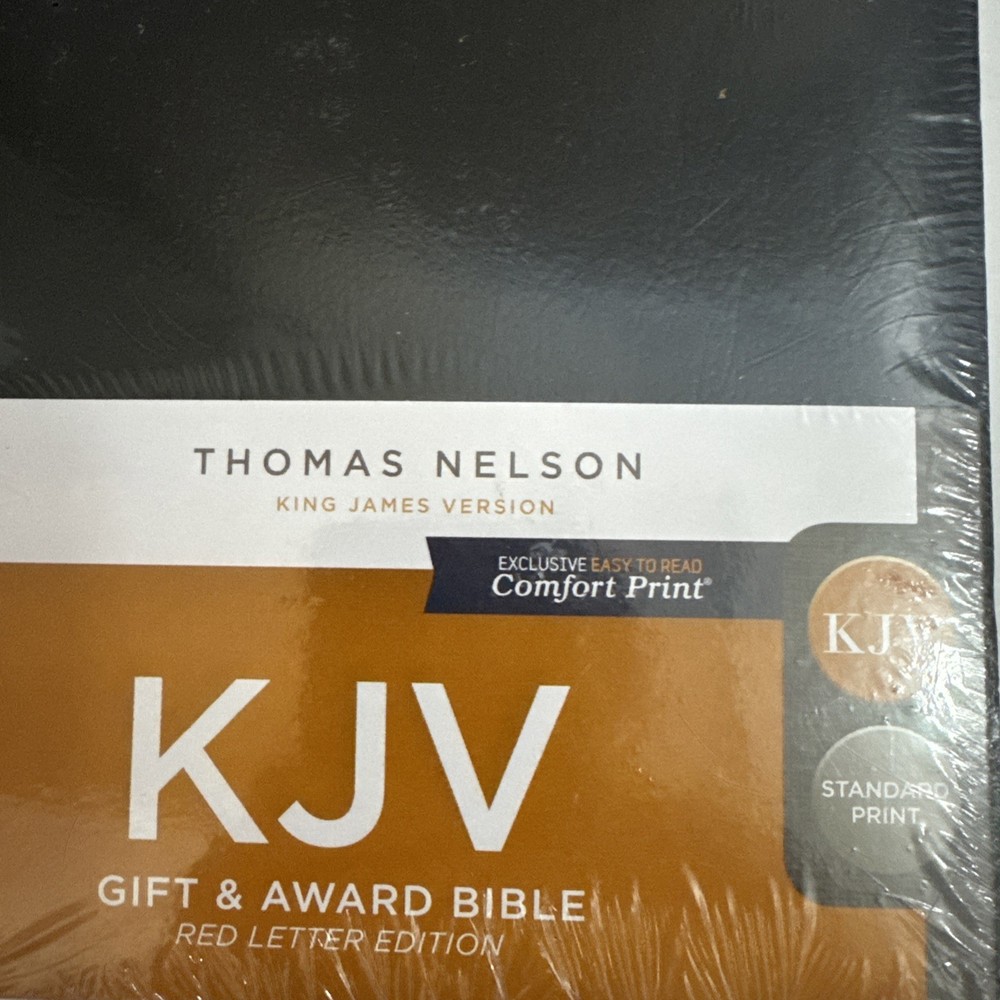 THOMAS NELSON
KING JAMES VERSION
EXCLUSIVE EASY TO READ
Comfort Print®
KJV
STANDARD
PRINT
KJV
GIFT & AWARD BIBLE
RED LETTER EDITION